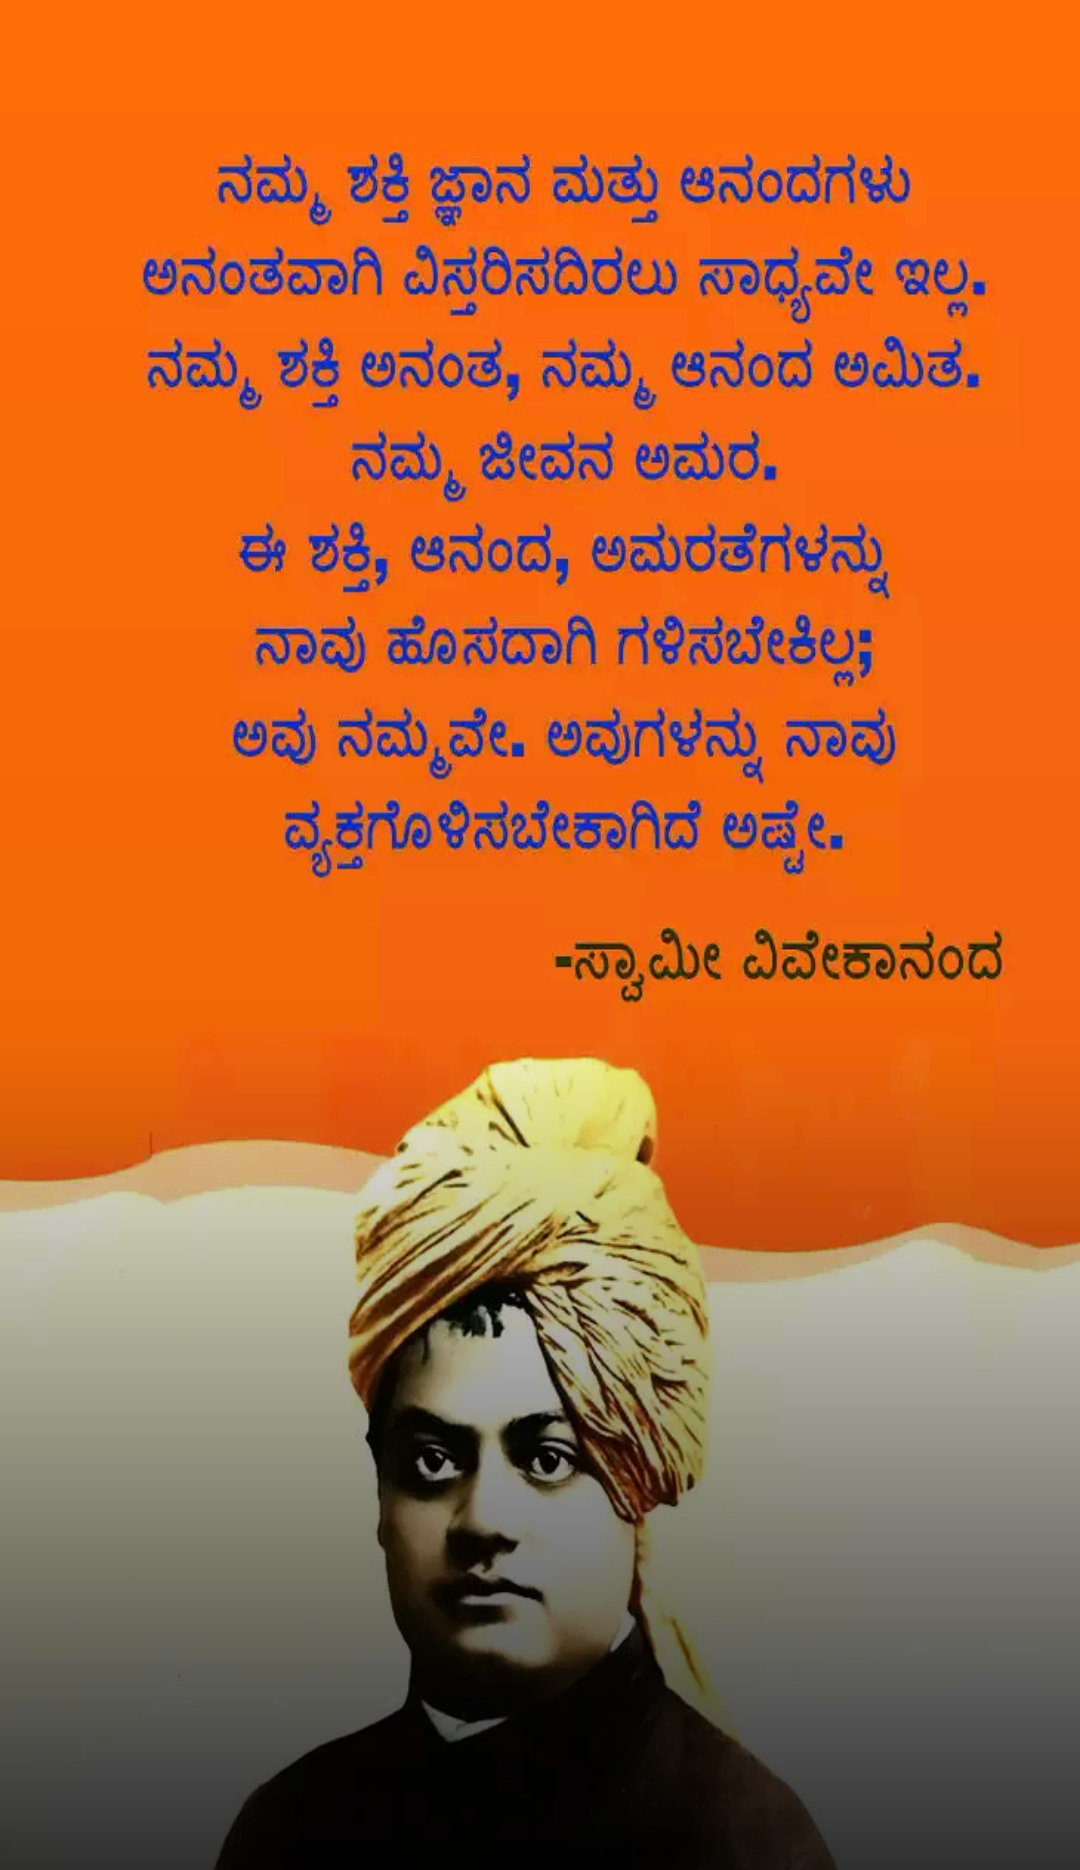 ನಮ್ಮ ಶಕ್ತಿ ಜ್ಞಾನ ಮತ್ತು ಆನಂದಗಳು
ಅನಂತವಾಗಿ ವಿಸ್ತರಿಸದಿರಲು ಸಾಧ್ಯವೇ ಇಲ್ಲ.
ನಮ್ಮ ಶಕ್ತಿ ಅನಂತ, ನಮ್ಮ ಆನಂದ ಅಮಿತ.
ನಮ್ಮ ಜೀವನ ಅಮರ.
ಈ ಶಕ್ತಿ, ಆನಂದ, ಅಮರತೆಗಳನ್ನು
ನಾವು ಹೊಸದಾಗಿ ಗಳಿಸಬೇಕಿಲ್ಲ;
ಅವು ನಮ್ಮವೇ. ಅವುಗಳನ್ನು ನಾವು
ವ್ಯಕ್ತಗೊಳಿಸಬೇಕಾಗಿದೆ ಅಷ್ಟೇ.
-ಸ್ವಾಮೀ ವಿವೇಕಾನಂದ